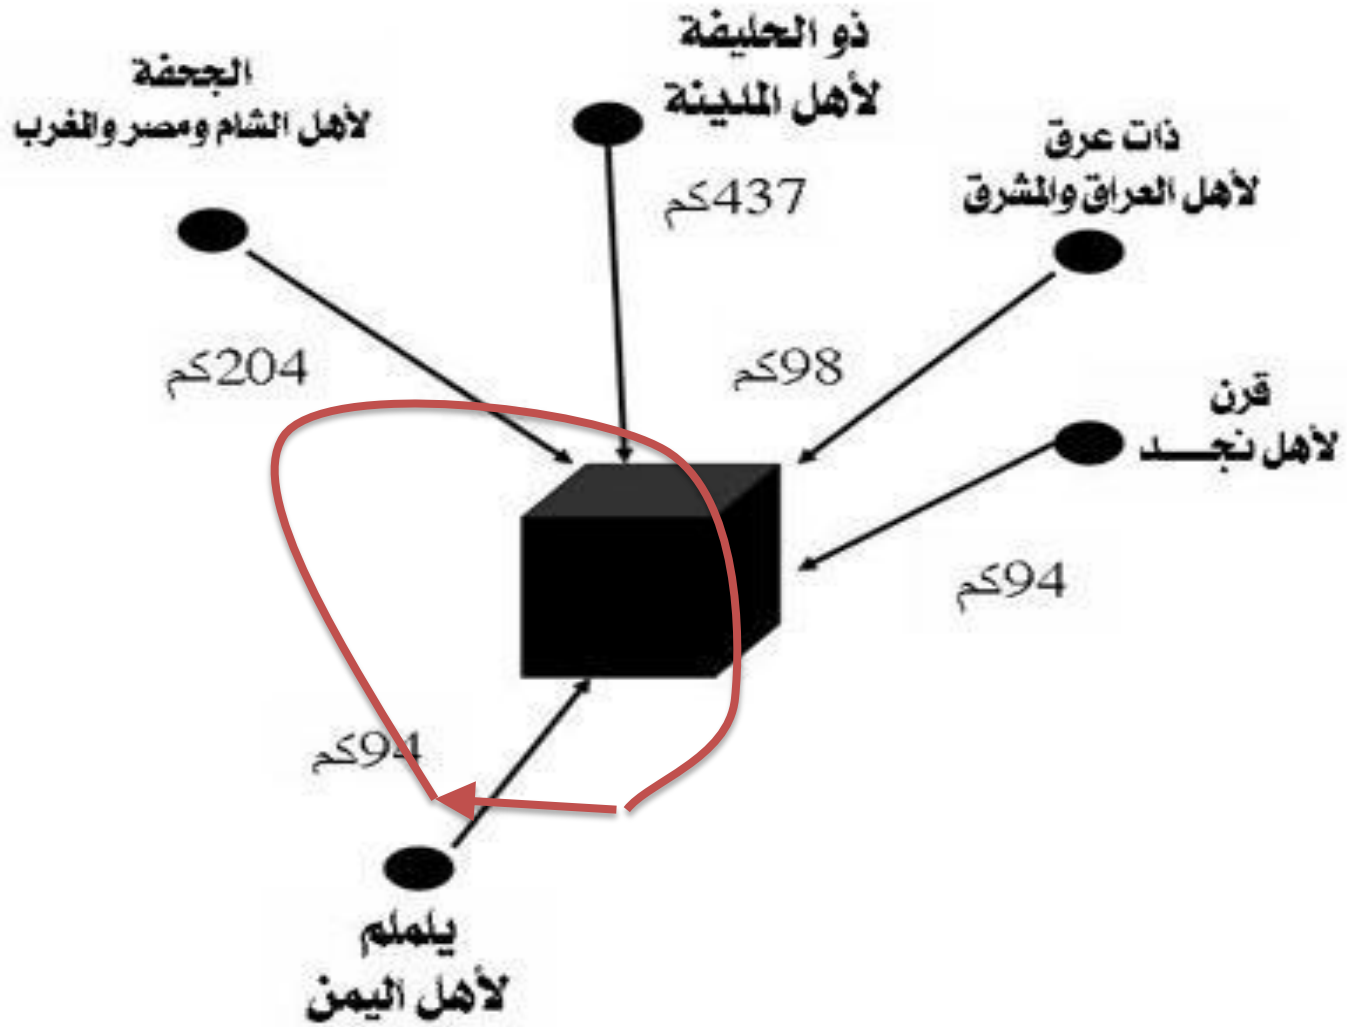 ذو الحليفة
لأهل المدينة
437كم
الجحفة
لأهل الشام ومصر والمغرب
204كم
ذات عرق
لأهل العراق والمشرق
98كم
قرن
لأهل نجــــد
94كم
94كم
يلملم
لأهل اليمن